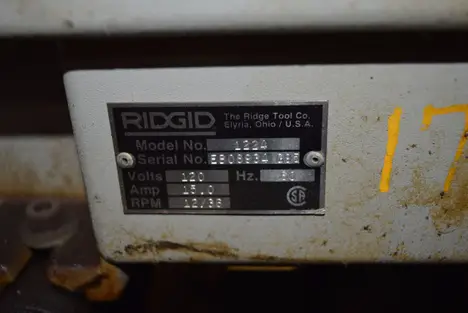 RIDGID
The Ridge Tool Co.
Elyria, Ohio / U.S.A.
Model No. 1224
Serial No.
Volts 120 Hz.
Amp 15.0
RPM 12/36
SA
17